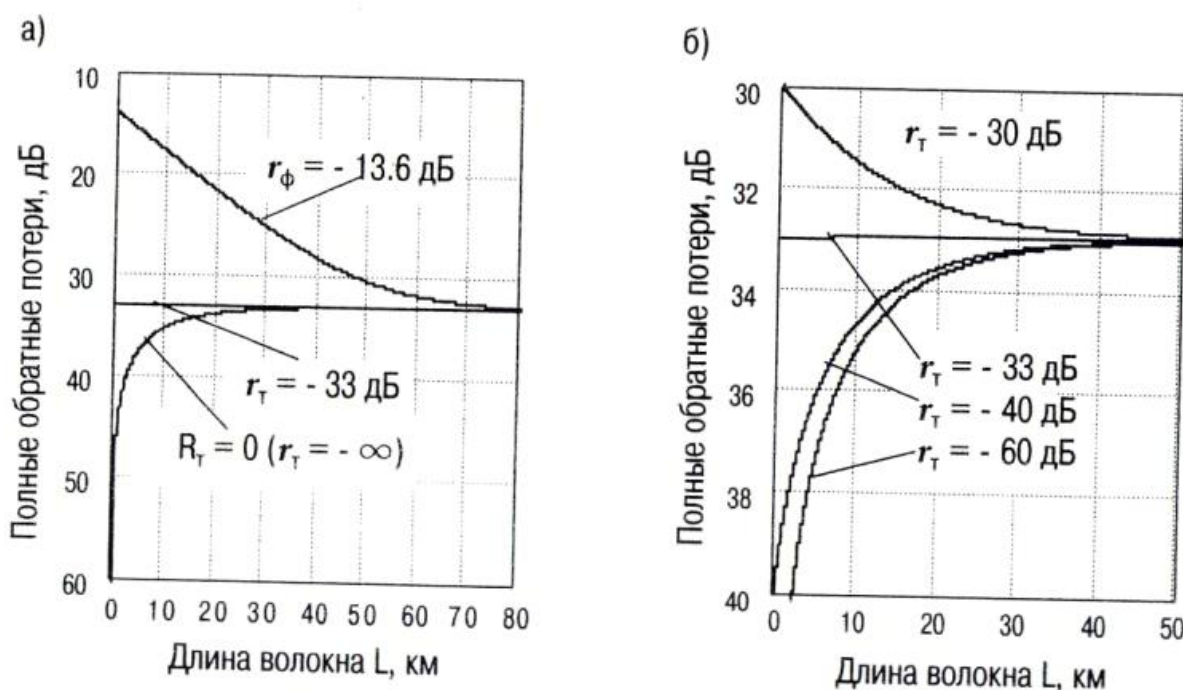 а)
Полные обратные потери, дБ
10
20
30
40
50
60
r_ф = - 13.6 дБ
r_т = - 33 дБ
R_т = 0 (r_т = - ∞)
0 10 20 30 40 50 60 70 80
Длина волокна L, км
б)
Полные обратные потери, дБ
30
32
34
36
38
40
r_т = - 30 дБ
r_т = - 33 дБ
r_т = - 40 дБ
r_т = - 60 дБ
0 10 20 30 40 50
Длина волокна L, км